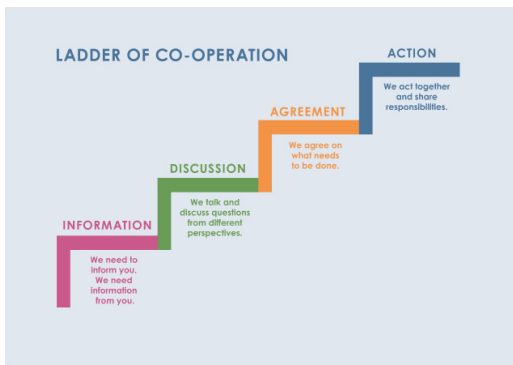 LADDER OF CO-OPERATION
ACTION
We act together
and share
responsibilities.
AGREEMENT
We agree on
what needs
to be done.
DISCUSSION
We talk and
discuss questions
from different
perspectives.
INFORMATION
We need to
inform you.
We need
information
from you.